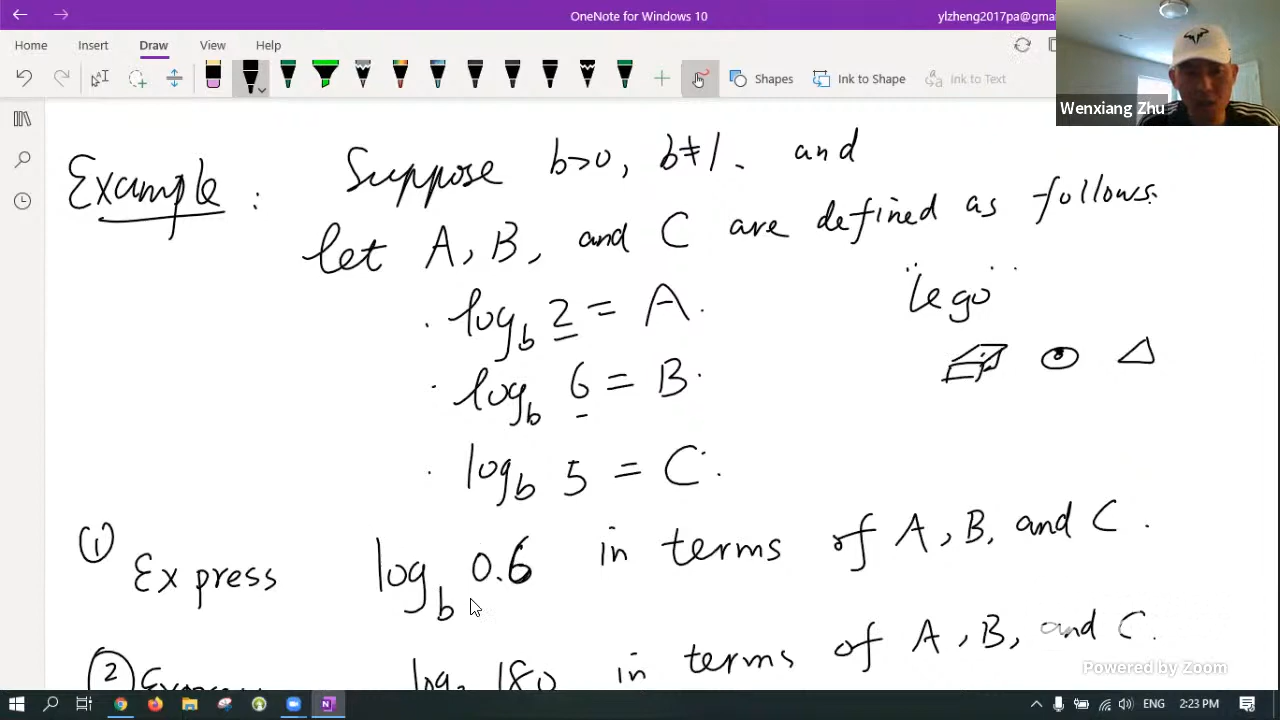 OneNote for Windows 10
ylzheng2017pa@gma
Home Insert Draw View Help
Shapes Ink to Shape Ink to Text
Wenxiang Zhu
Example : Suppose b>0, b≠1. and
let A, B, and C are defined as follows.
"Lego"
. log_b 2 = A.
. log_b 6 = B.
. log_b 5 = C.
① Express log_b 0.6 in terms of A, B, and C.
② log 180 in terms of A, B, and C.
Powered by Zoom
ENG 2:23 PM